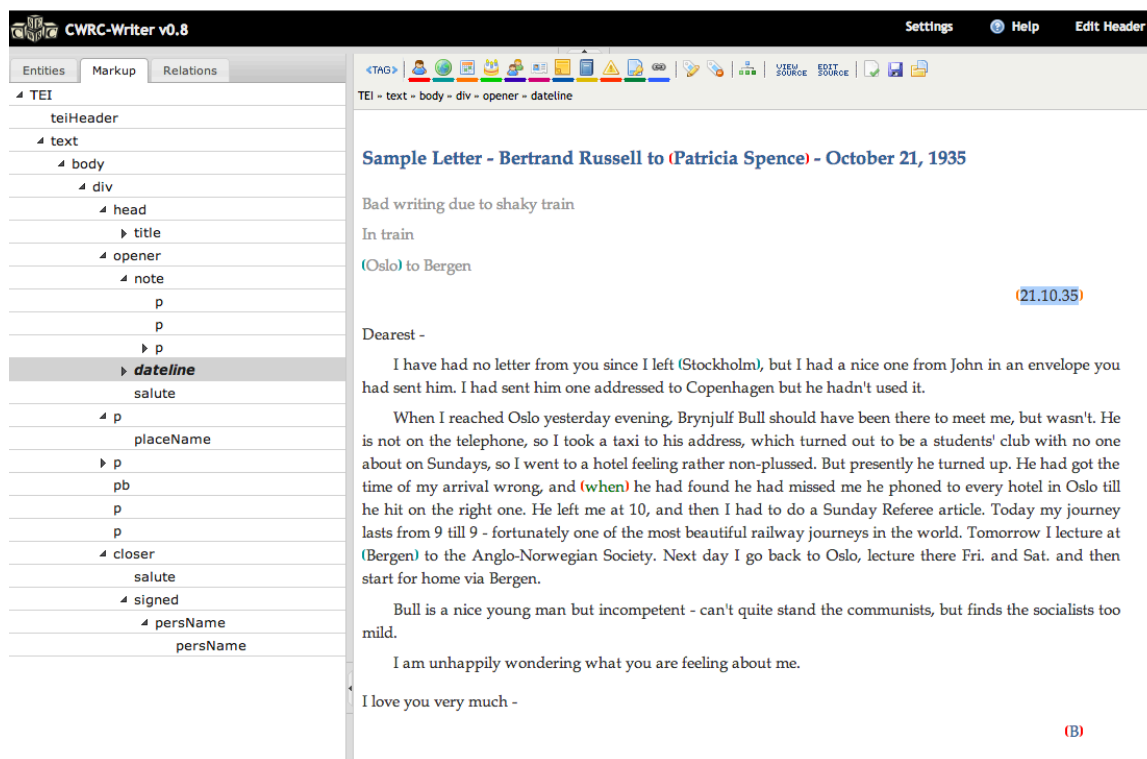 CWRC-Writer v0.8
Settings
Help
Edit Header
Entities
Markup
Relations
<TAG>
VIEW SOURCE
EDIT SOURCE
TEI
teiHeader
text
body
div
head
title
opener
note
p
p
p
dateline
salute
p
placeName
p
pb
p
p
closer
salute
signed
persName
persName
TEI » text » body » div » opener » dateline
Sample Letter - Bertrand Russell to (Patricia Spence) - October 21, 1935
Bad writing due to shaky train
In train
(Oslo) to Bergen
(21.10.35)
Dearest -
I have had no letter from you since I left (Stockholm), but I had a nice one from John in an envelope you
had sent him. I had sent him one addressed to Copenhagen but he hadn't used it.
When I reached Oslo yesterday evening, Brynjulf Bull should have been there to meet me, but wasn't. He
is not on the telephone, so I took a taxi to his address, which turned out to be a students' club with no one
about on Sundays, so I went to a hotel feeling rather non-plussed. But presently he turned up. He had got the
time of my arrival wrong, and (when) he had found he had missed me he phoned to every hotel in Oslo till
he hit on the right one. He left me at 10, and then I had to do a Sunday Referee article. Today my journey
lasts from 9 till 9 - fortunately one of the most beautiful railway journeys in the world. Tomorrow I lecture at
(Bergen) to the Anglo-Norwegian Society. Next day I go back to Oslo, lecture there Fri. and Sat. and then
start for home via Bergen.
Bull is a nice young man but incompetent - can't quite stand the communists, but finds the socialists too
mild.
I am unhappily wondering what you are feeling about me.
I love you very much -
(B)